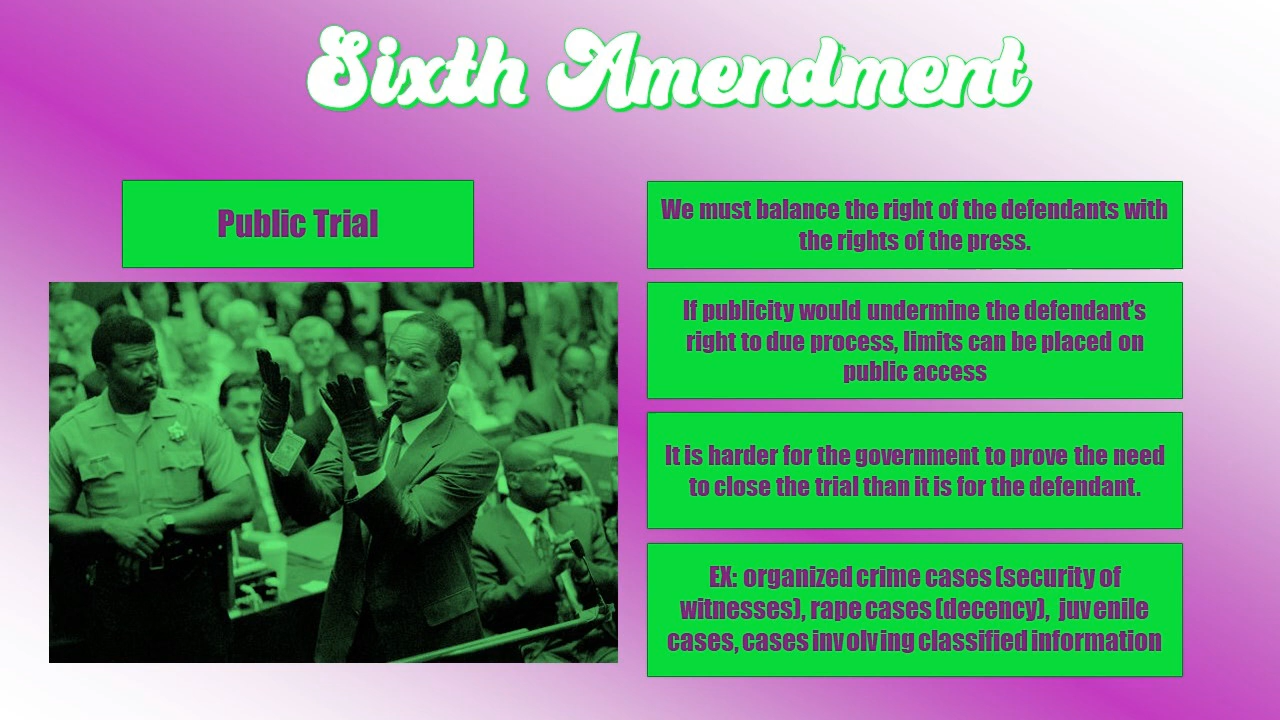 Sixth Amendment
Public Trial
We must balance the right of the defendants with
the rights of the press.
If publicity would undermine the defendant's
right to due process, limits can be placed on
public access
It is harder for the government to prove the need
to close the trial than it is for the defendant.
EX: organized crime cases (security of
witnesses), rape cases (decency), juvenile
cases, cases involving classified information